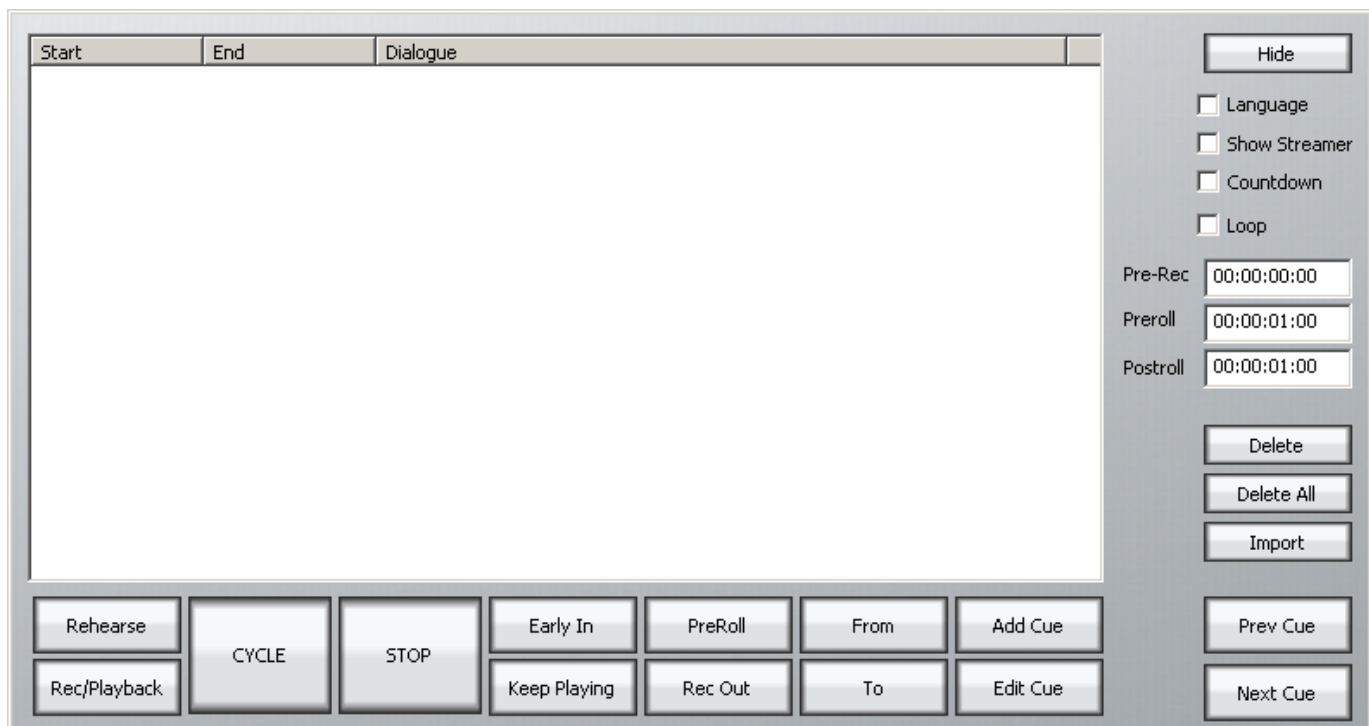 Start End Dialogue
Hide
Language
Show Streamer
Countdown
Loop
Pre-Rec 00:00:00:00
Preroll 00:00:01:00
Postroll 00:00:01:00
Delete
Delete All
Import
Rehearse CYCLE STOP Early In PreRoll From Add Cue Prev Cue
Rec/Playback Keep Playing Rec Out To Edit Cue Next Cue